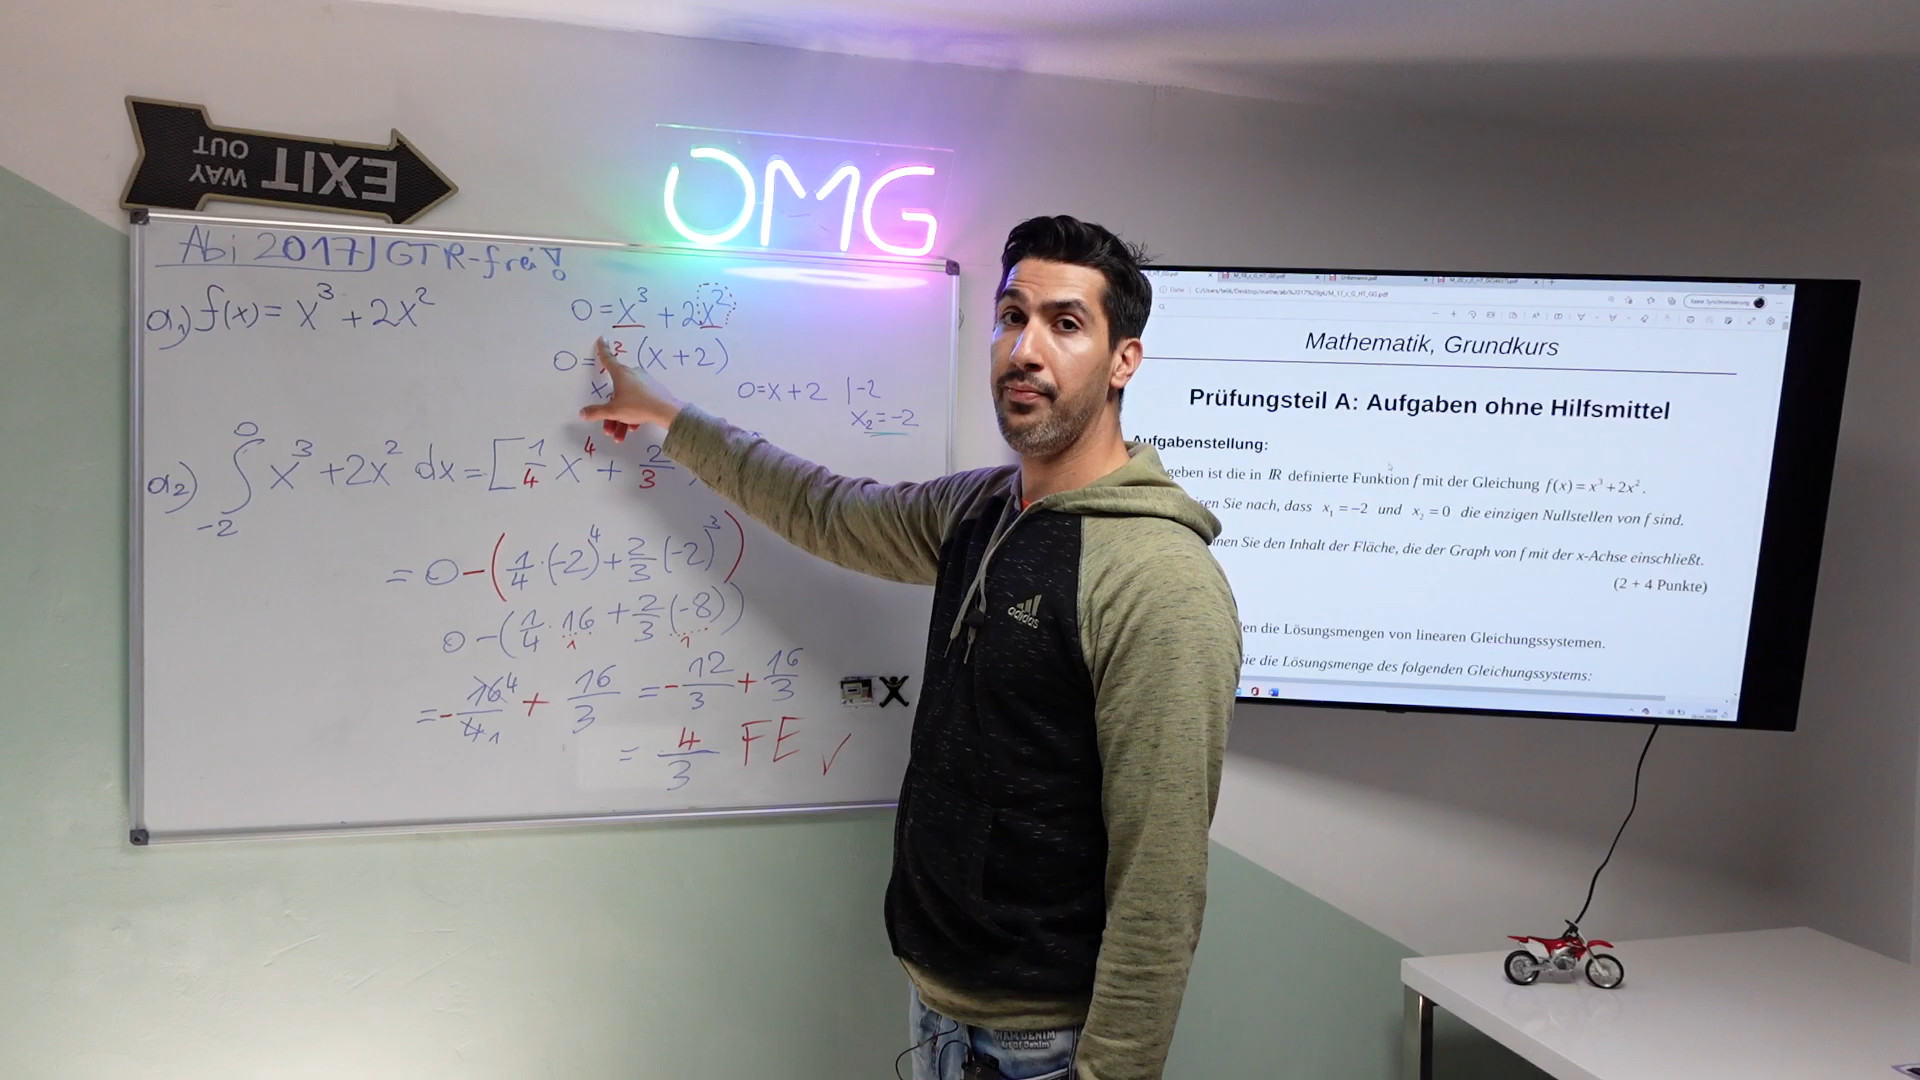 EXIT
WAY
OUT
OMG
Abi 2017 GTR-frei!
a₁) f(x) = x³ + 2x²
0 = x³ + 2x²
0 = x² (x + 2)
0 = x + 2 | -2
x₂ = -2
a₂) ∫₋₂⁰ x³ + 2x² dx = [1/4 x⁴ + 2/3
= 0 - (1/4 · (-2)⁴ + 2/3 (-2)³)
0 - (1/4 · 16 + 2/3 (-8))
= - 16/4 + 16/3 = - 12/3 + 16/3
= 4/3 FE ✓
adidas
Mathematik, Grundkurs
Prüfungsteil A: Aufgaben ohne Hilfsmittel
Aufgabenstellung:
geben ist die in IR definierte Funktion f mit der Gleichung f(x) = x³ + 2x².
isen Sie nach, dass x₁ = −2 und x₂ = 0 die einzigen Nullstellen von f sind.
nen Sie den Inhalt der Fläche, die der Graph von f mit der x-Achse einschließt.
(2 + 4 Punkte)
len die Lösungsmengen von linearen Gleichungssystemen.
ie die Lösungsmenge des folgenden Gleichungssystems: